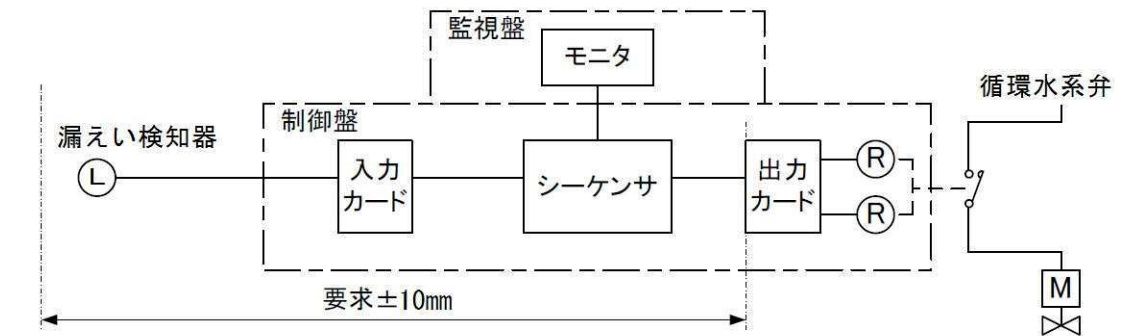 監視盤
モニタ
循環水系弁
制御盤
漏えい検知器
L
入力
カード
シーケンサ
出力
カード
R
R
M
要求±10mm